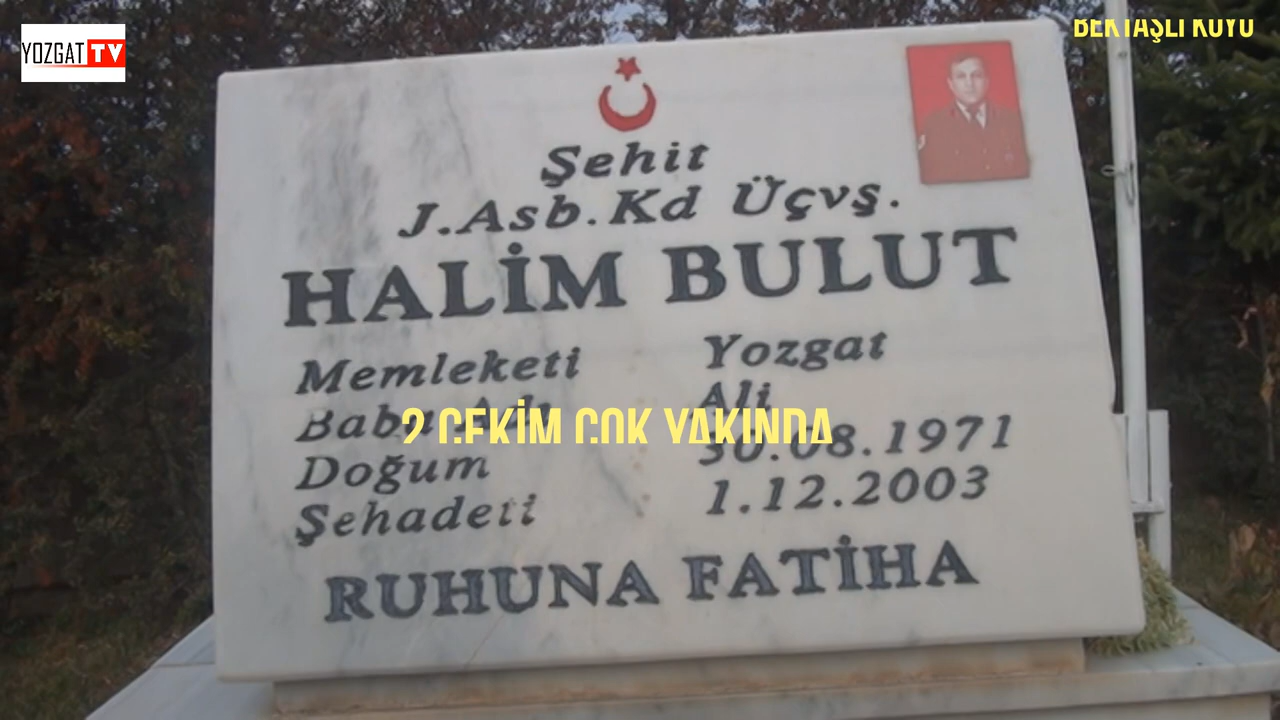 YOZGAT TV
BEKTAŞLI KÖYÜ
Şehit
J.Asb.Kd Üçvş.
HALİM BULUT
Memleketi Yozgat
Baba Adı Ali
2 ÇEKİM ÇOK YAKINDA
Doğum 30.08.1971
Şehadeti 1.12.2003
RUHUNA FATİHA